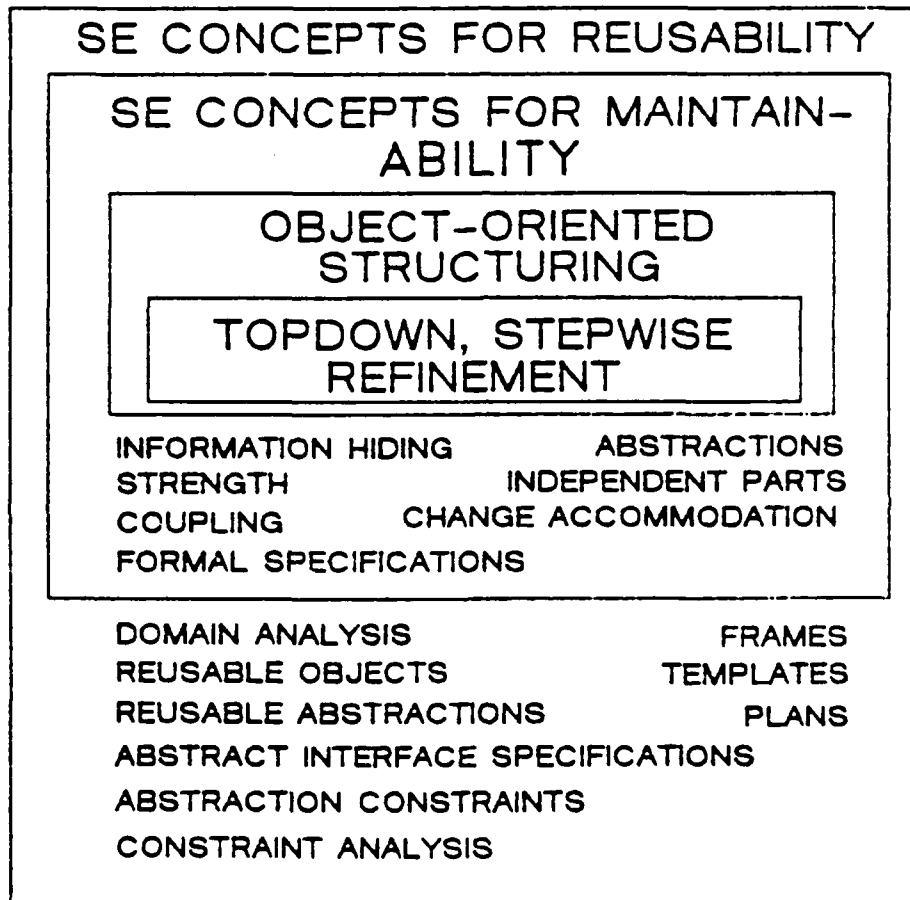 SE CONCEPTS FOR REUSABILITY
SE CONCEPTS FOR MAINTAIN-
ABILITY
OBJECT-ORIENTED
STRUCTURING
TOPDOWN, STEPWISE
REFINEMENT
INFORMATION HIDING ABSTRACTIONS
STRENGTH INDEPENDENT PARTS
COUPLING CHANGE ACCOMMODATION
FORMAL SPECIFICATIONS
DOMAIN ANALYSIS FRAMES
REUSABLE OBJECTS TEMPLATES
REUSABLE ABSTRACTIONS PLANS
ABSTRACT INTERFACE SPECIFICATIONS
ABSTRACTION CONSTRAINTS
CONSTRAINT ANALYSIS